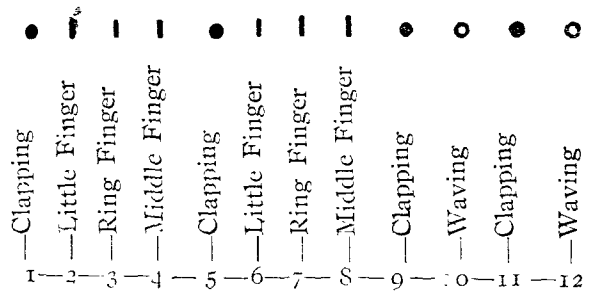 —Clapping
—Little Finger
—Ring Finger
—Middle Finger
—Clapping
—Little Finger
—Ring Finger
—Middle Finger
—Clapping
—Waving
—Clapping
—Waving
1—2—3—4—5—6—7—8—9—10—11—12